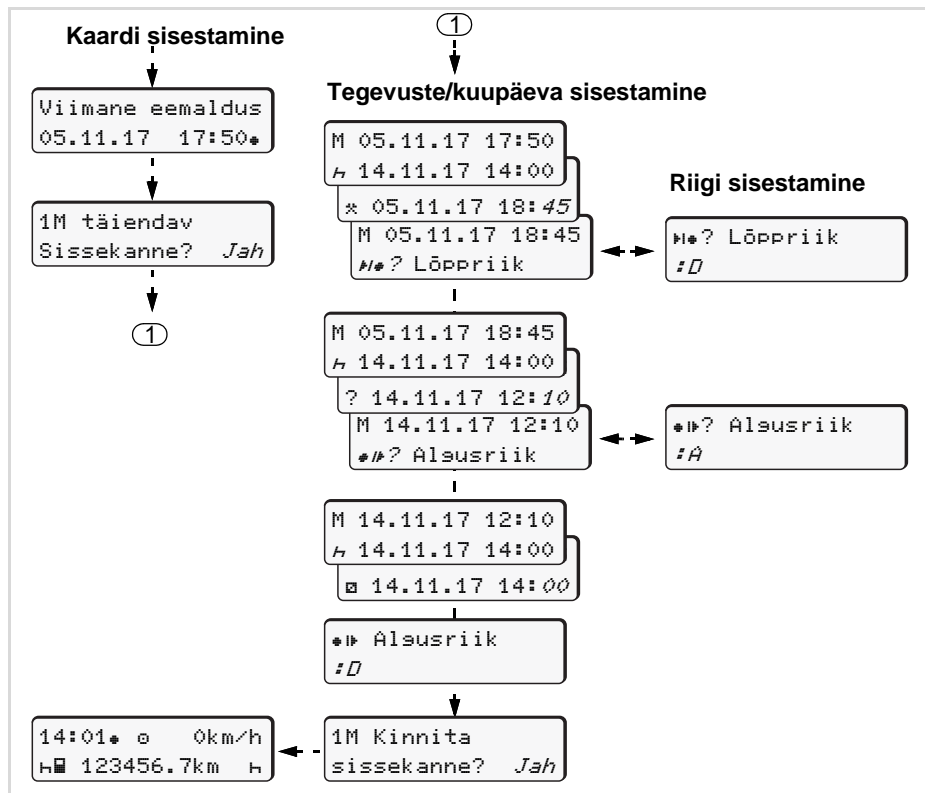 Kaardi sisestamine
Viimane eemaldus
05.11.17 17:50
1M täiendav
Sissekanne? Jah
1
1
Tegevuste/kuupäeva sisestamine
M 05.11.17 17:50
14.11.17 14:00
05.11.17 18:45
M 05.11.17 18:45
? Lõppriik
Riigi sisestamine
? Lõppriik
:D
M 05.11.17 18:45
14.11.17 14:00
? 14.11.17 12:10
M 14.11.17 12:10
? Algusriik
? Algusriik
:A
M 14.11.17 12:10
14.11.17 14:00
14.11.17 14:00
Algusriik
:D
1M Kinnita
sissekanne? Jah
14:01 0km/h
123456.7km